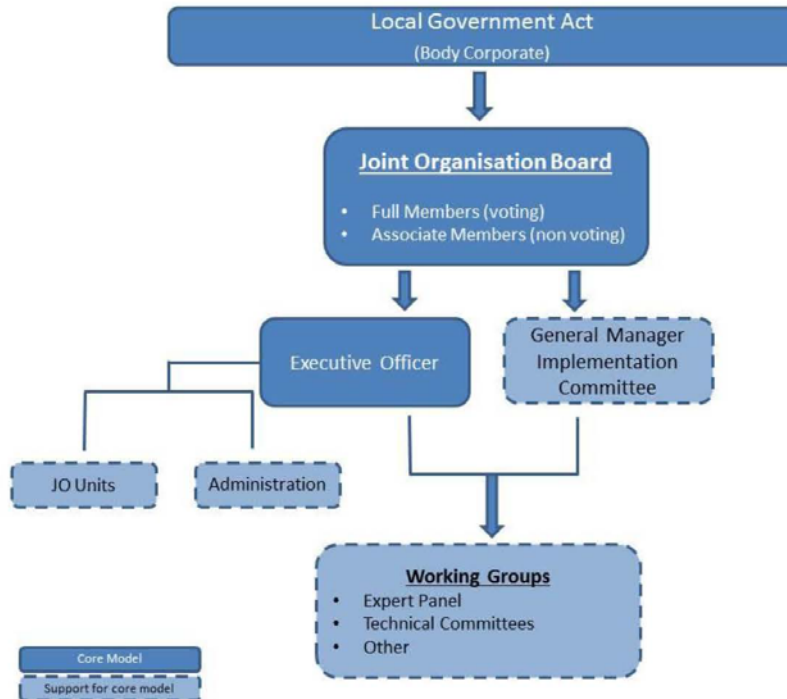 Local Government Act
(Body Corporate)
Joint Organisation Board
• Full Members (voting)
• Associate Members (non voting)
Executive Officer
General Manager
Implementation
Committee
JO Units
Administration
Working Groups
• Expert Panel
• Technical Committees
• Other
Core Model
Support for core model